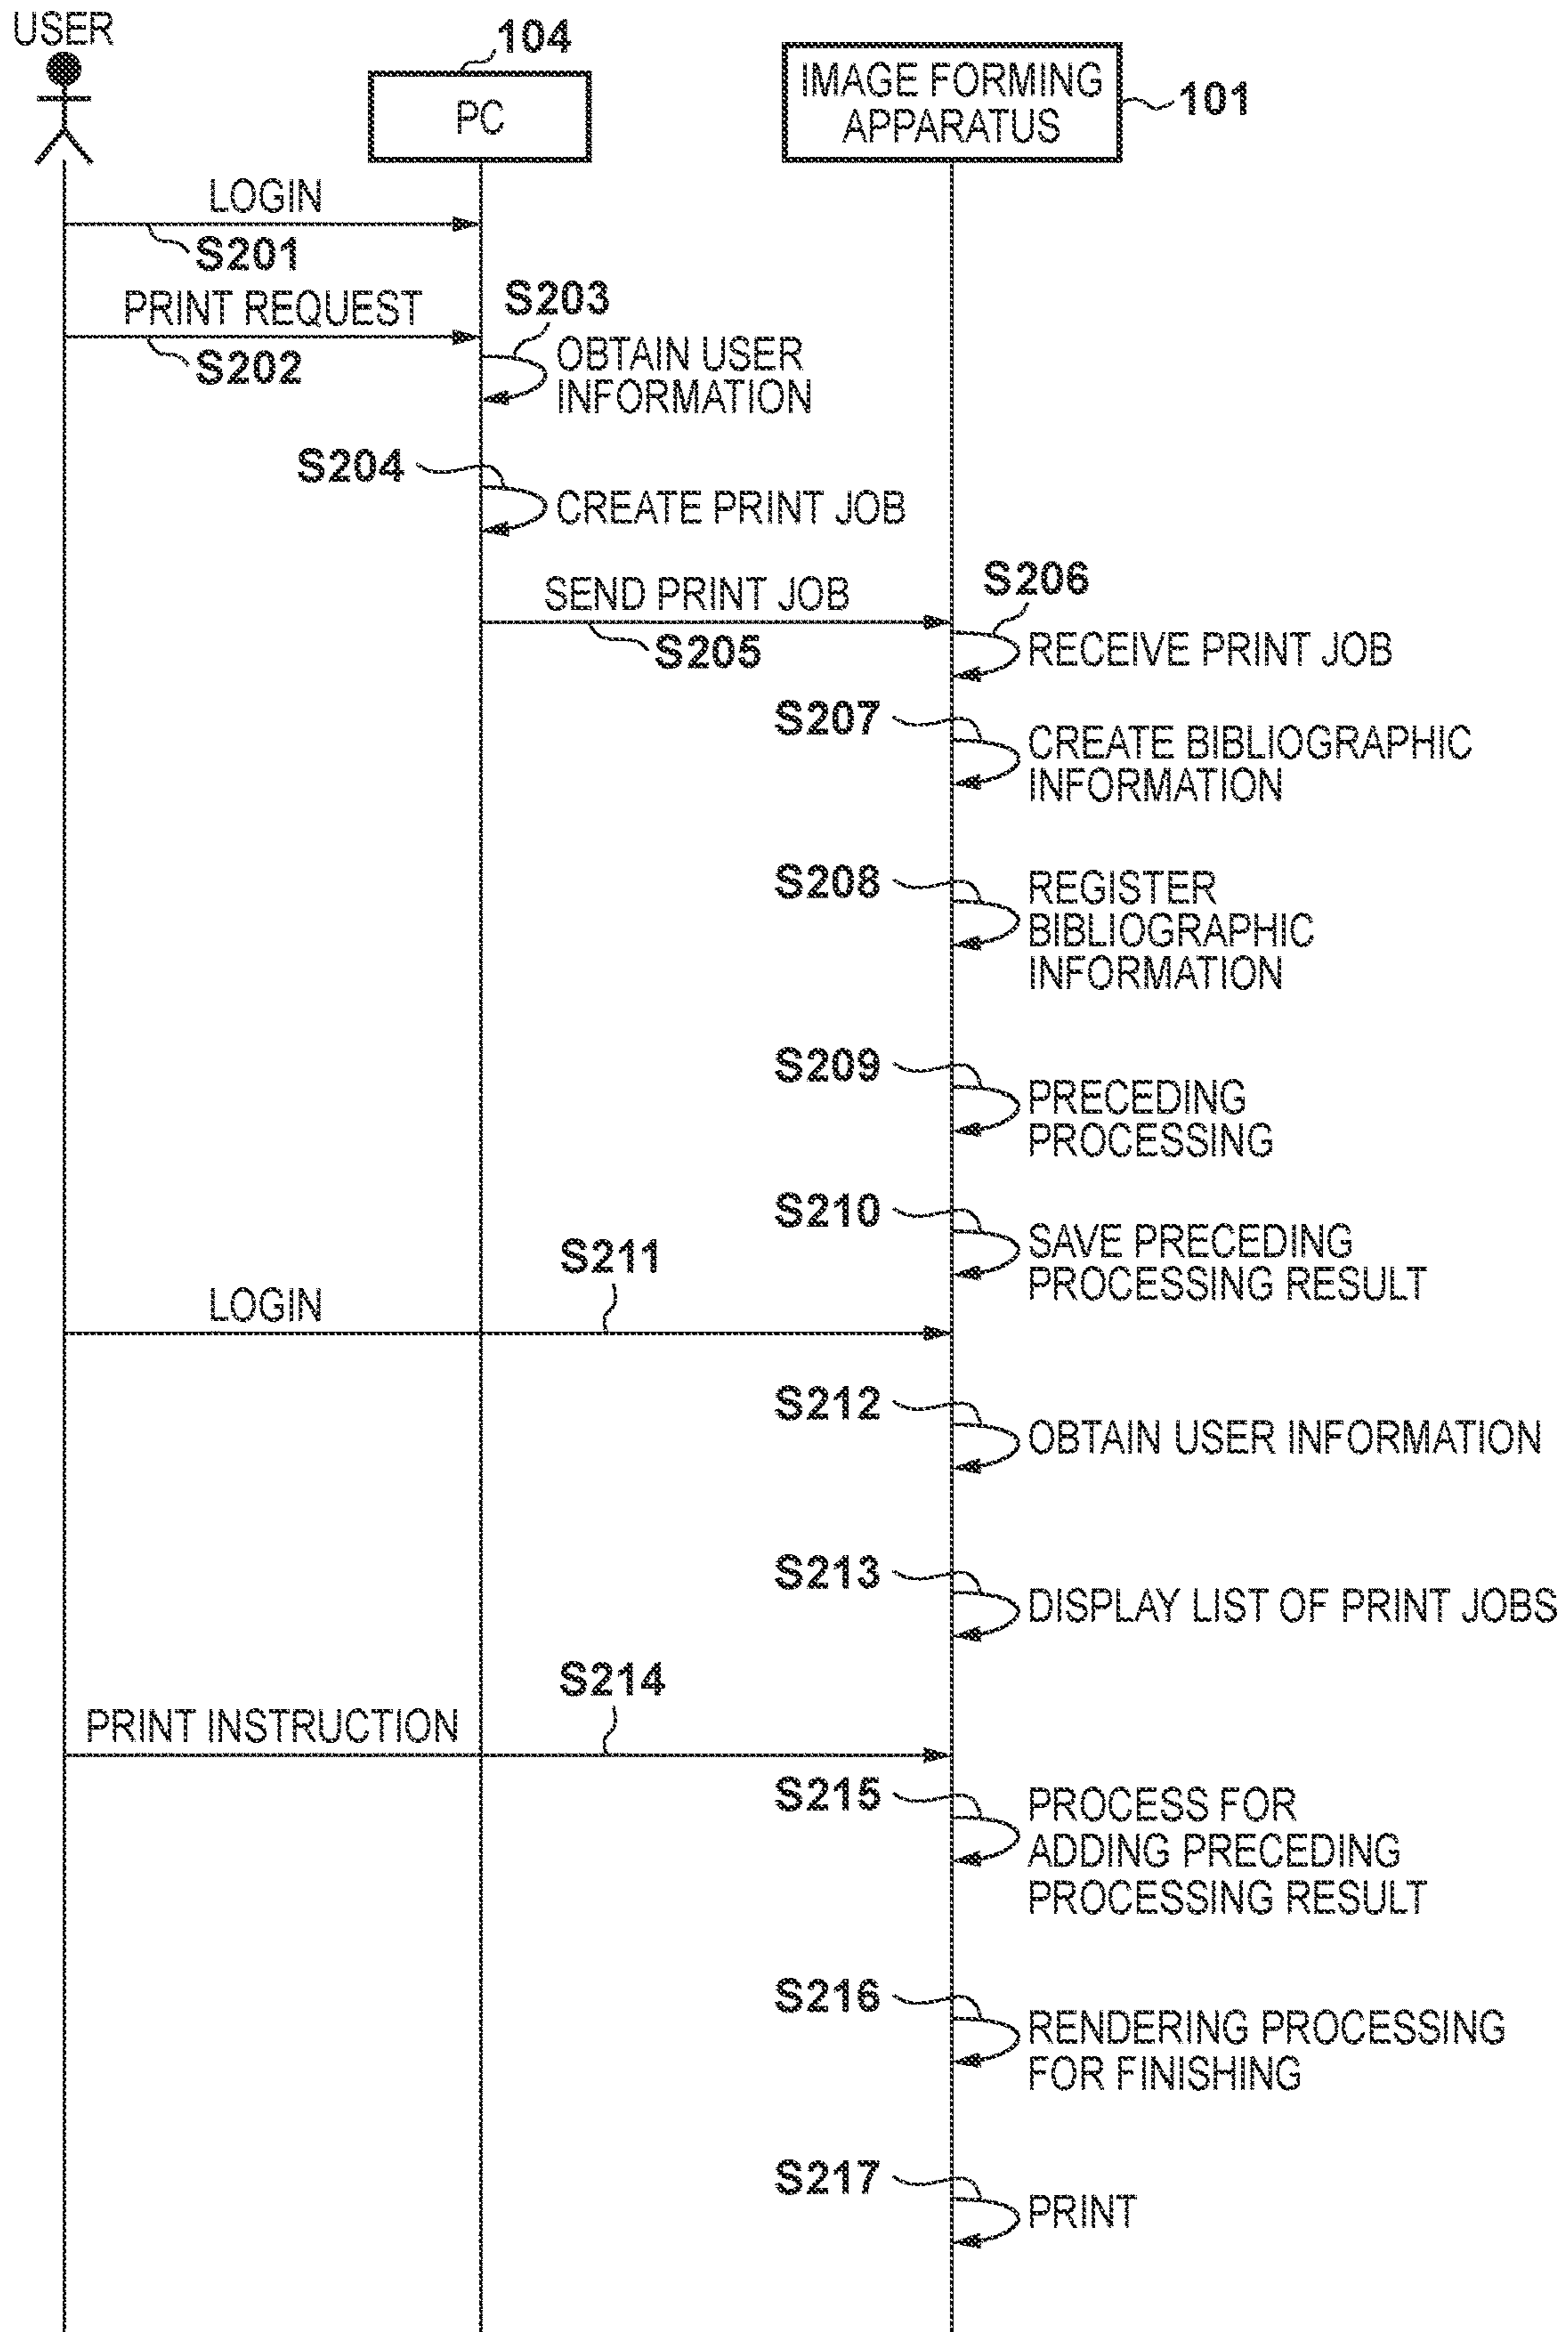 USER
104
PC
IMAGE FORMING
APPARATUS
101
LOGIN
S201
PRINT REQUEST
S202
S203
OBTAIN USER
INFORMATION
S204
CREATE PRINT JOB
SEND PRINT JOB
S205
S206
RECEIVE PRINT JOB
S207
CREATE BIBLIOGRAPHIC
INFORMATION
S208
REGISTER
BIBLIOGRAPHIC
INFORMATION
S209
PRECEDING
PROCESSING
S210
SAVE PRECEDING
PROCESSING RESULT
S211
LOGIN
S212
OBTAIN USER INFORMATION
S213
DISPLAY LIST OF PRINT JOBS
S214
PRINT INSTRUCTION
S215
PROCESS FOR
ADDING PRECEDING
PROCESSING RESULT
S216
RENDERING PROCESSING
FOR FINISHING
S217
PRINT